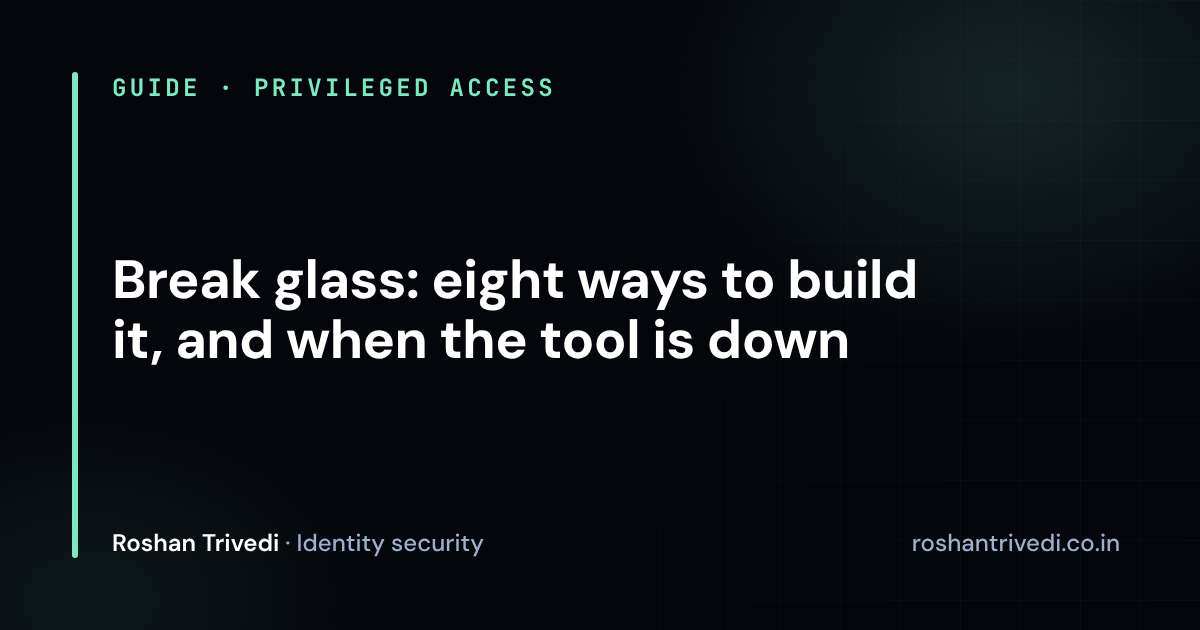 GUIDE · PRIVILEGED ACCESS
Break glass: eight ways to build
it, and when the tool is down
Roshan Trivedi · Identity security
roshantrivedi.co.in